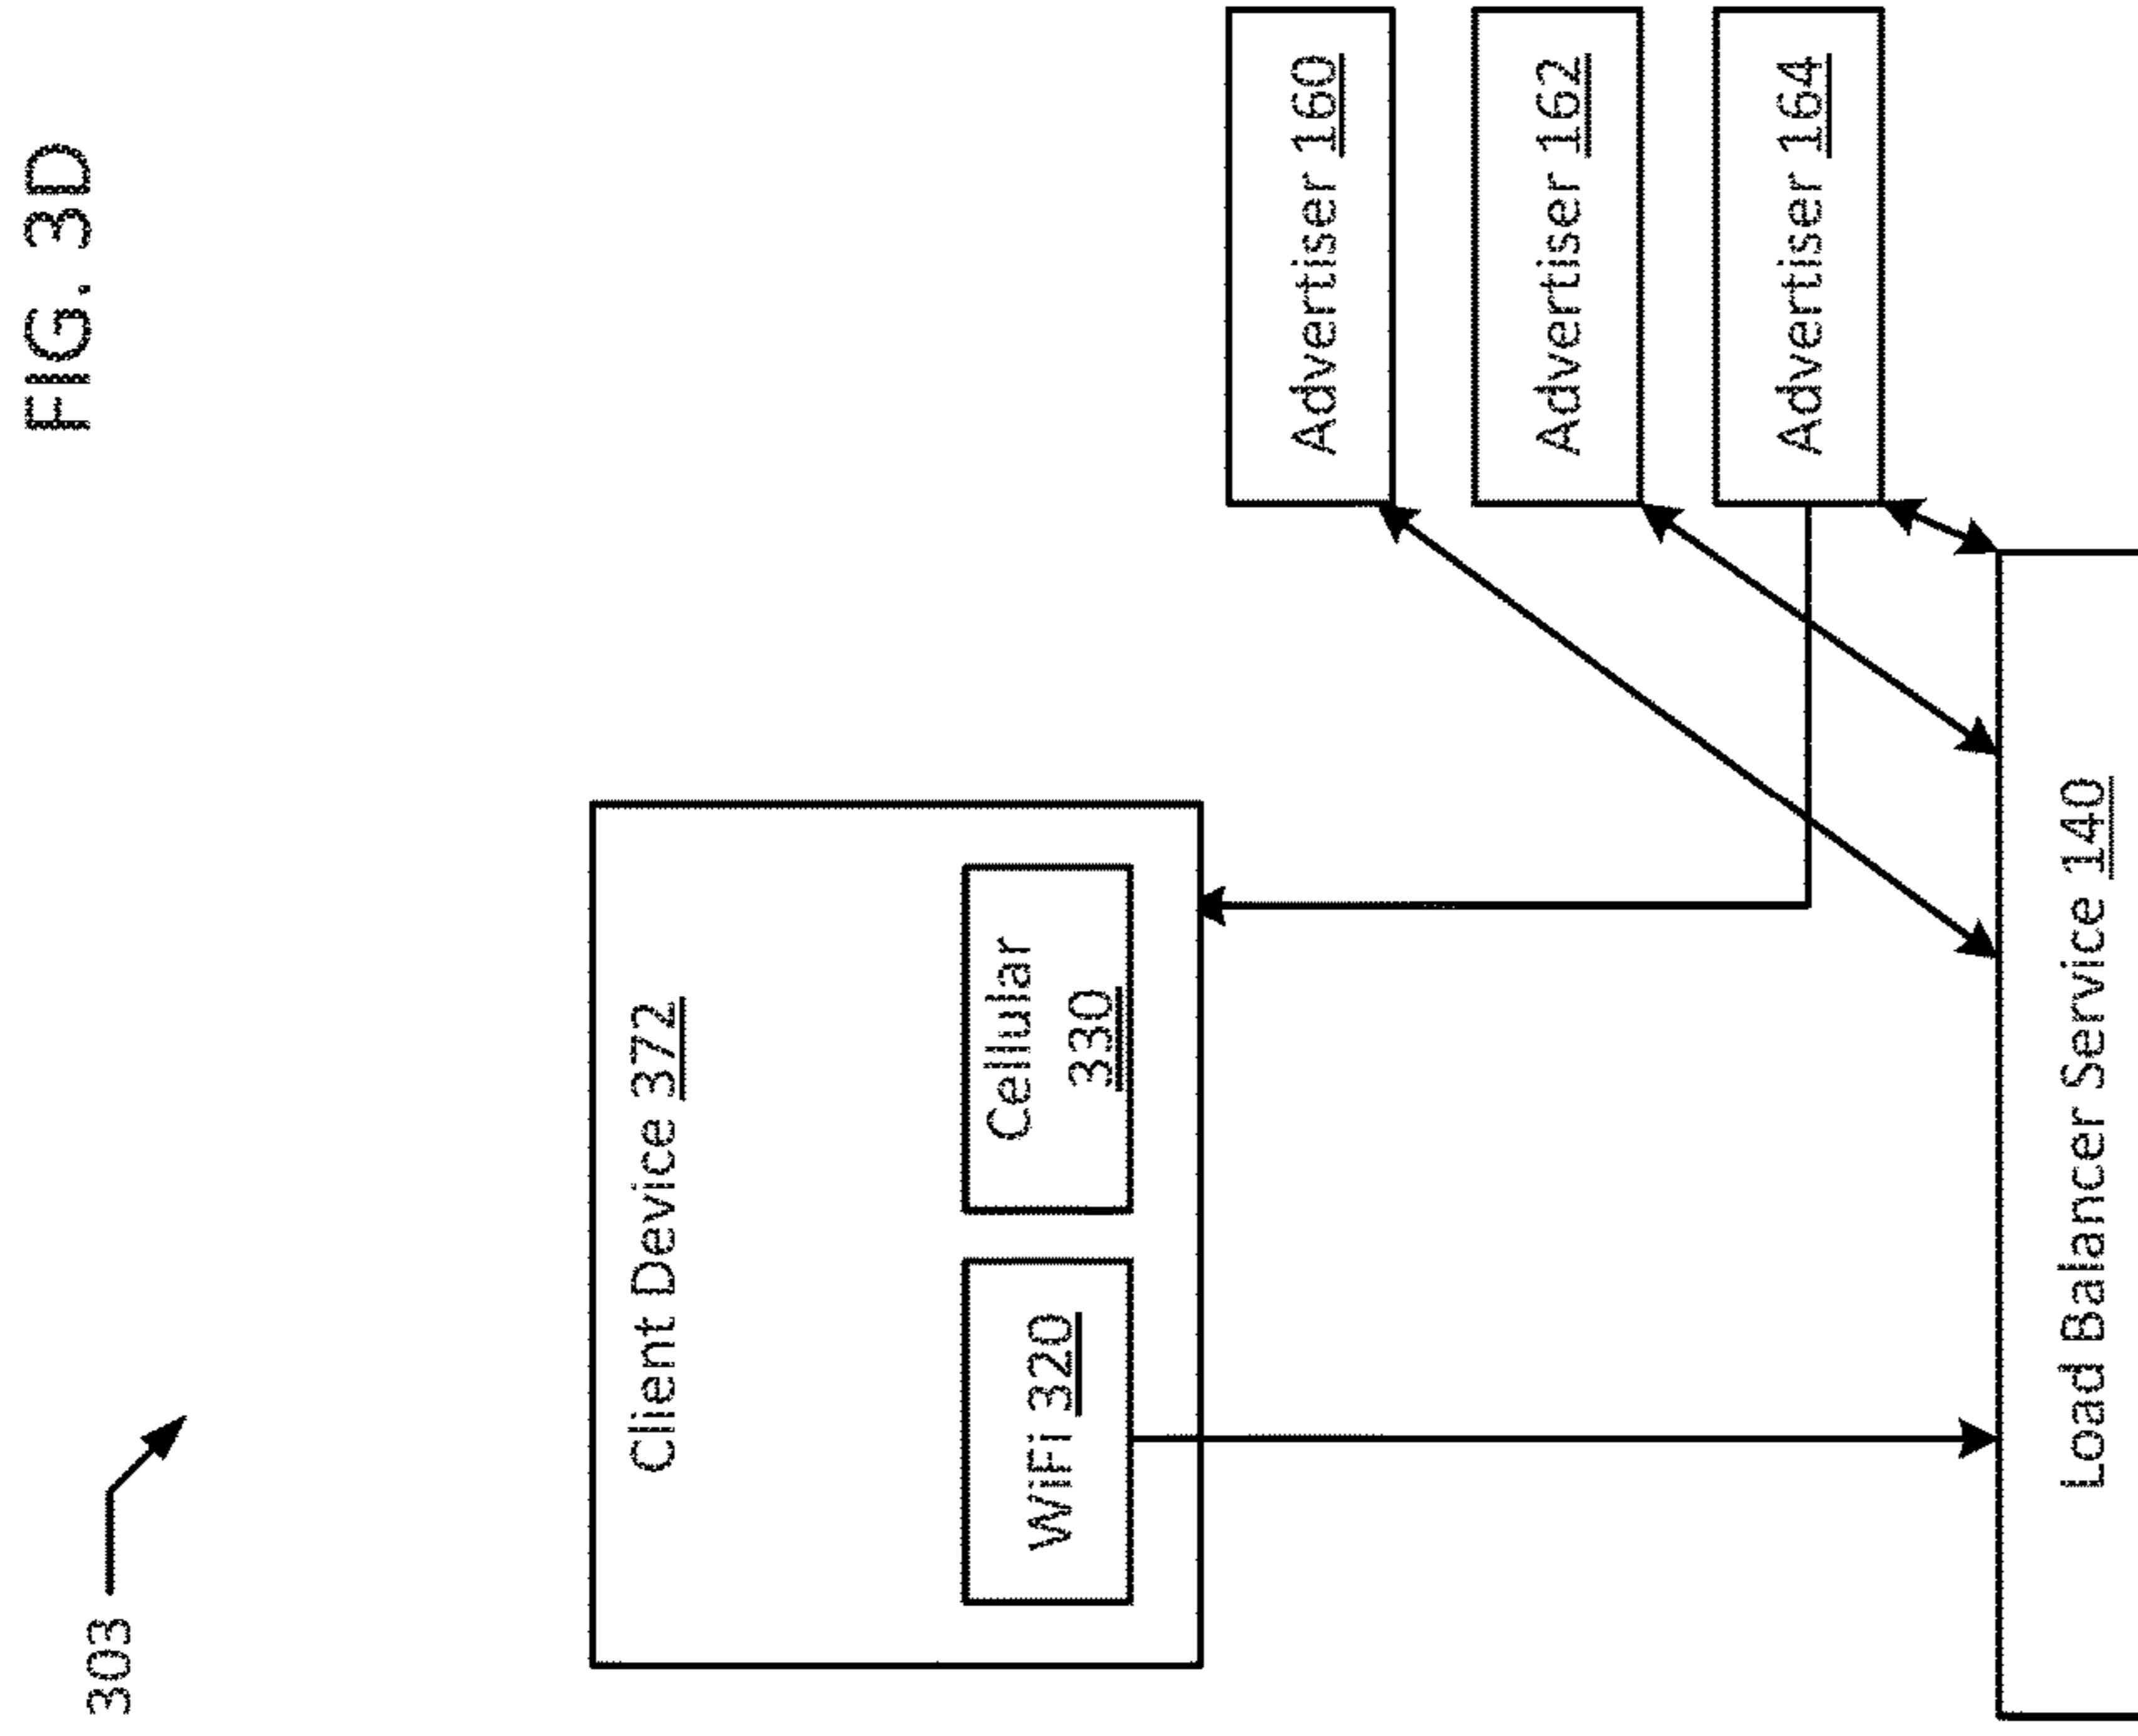 FIG. 3D
303
Client Device 372
WiFi 320
Cellular
330
Advertiser 160
Advertiser 162
Advertiser 164
Load Balancer Service 140